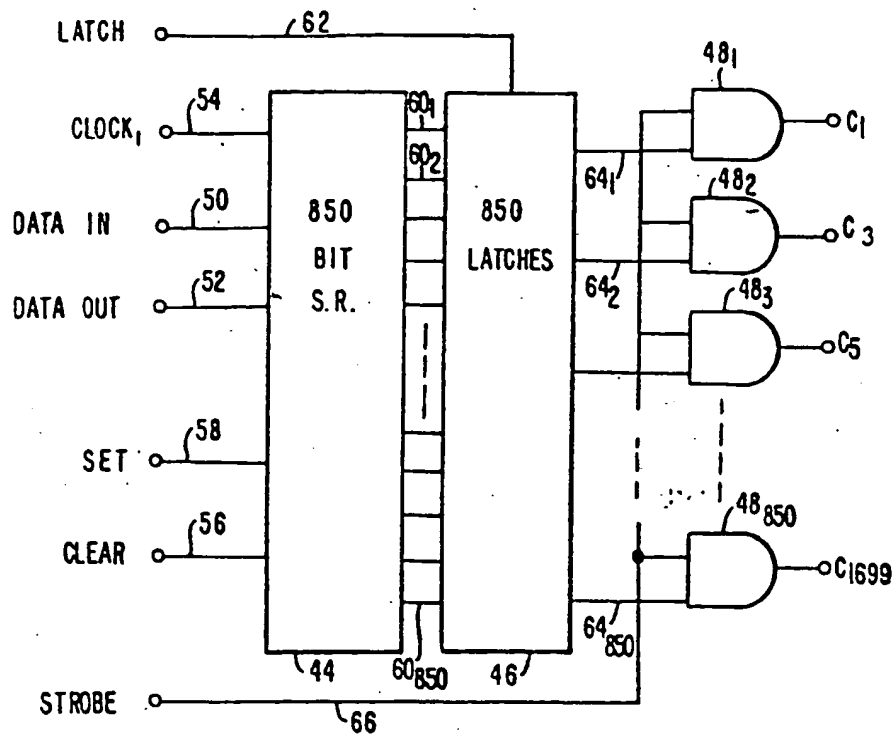 LATCH
62
48₁
54
60₁
C₁
CLOCK₁
60₂
64₁
48₂
50
850
BIT
S.R.
850
LATCHES
DATA IN
C₃
52
64₂
DATA OUT
48₃
C₅
58
SET
56
48₈₅₀
CLEAR
C₁₆₉₉
64₈₅₀
44
60₈₅₀
46
STROBE
66